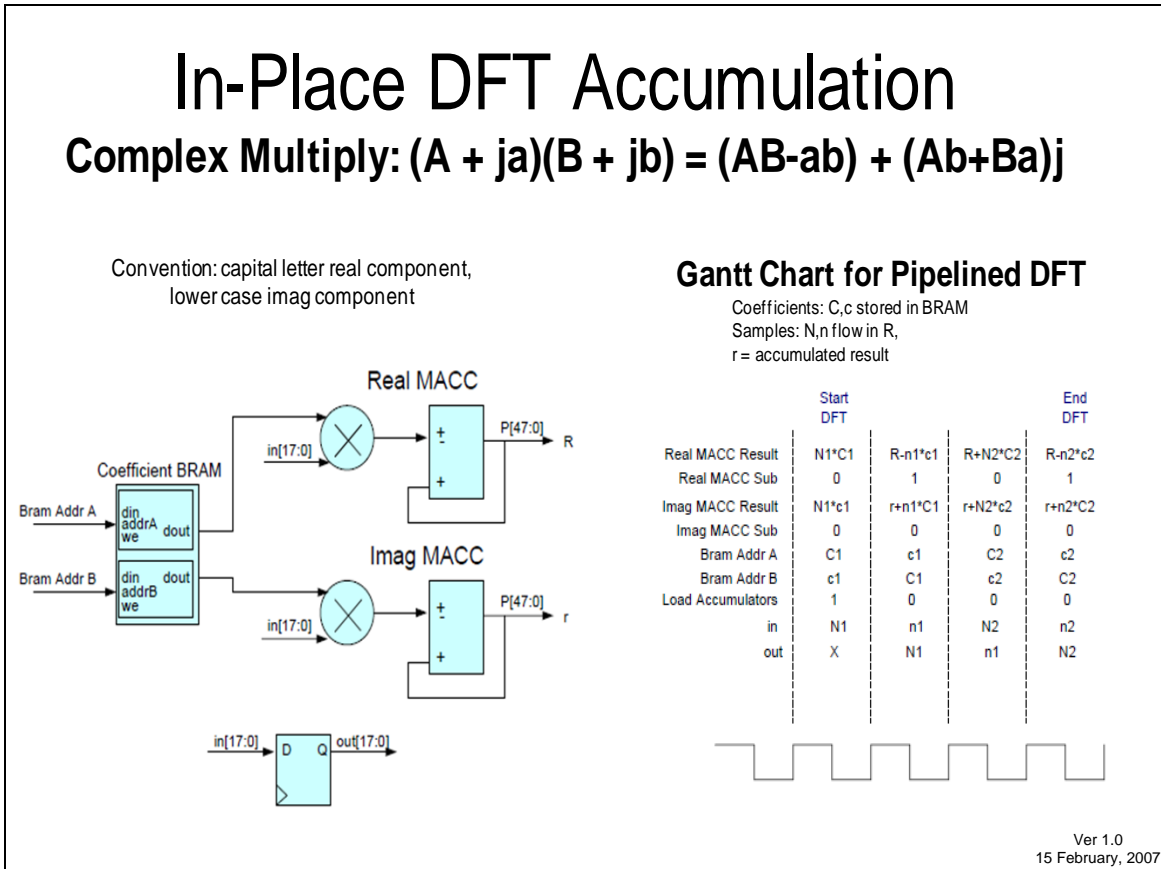 In-Place DFT Accumulation
Complex Multiply: (A + ja)(B + jb) = (AB-ab) + (Ab+Ba)j
Convention: capital letter real component,
lower case imag component
Real MACC
in[17:0]
+
-
+
P[47:0]
R
Coefficient BRAM
Bram Addr A
din
addrA
we
dout
Bram Addr B
din
addrB
we
dout
Imag MACC
in[17:0]
+
-
+
P[47:0]
r
in[17:0]
D
Q
out[17:0]
Gantt Chart for Pipelined DFT
Coefficients: C,c stored in BRAM
Samples: N,n flow in R,
r = accumulated result
Start DFT
End DFT
Real MACC Result N1*C1 R-n1*c1 R+N2*C2 R-n2*c2
Real MACC Sub 0 1 0 1
Imag MACC Result N1*c1 r+n1*C1 r+N2*c2 r+n2*C2
Imag MACC Sub 0 0 0 0
Bram Addr A C1 c1 C2 c2
Bram Addr B c1 C1 c2 C2
Load Accumulators 1 0 0 0
in N1 n1 N2 n2
out X N1 n1 N2
Ver 1.0
15 February, 2007